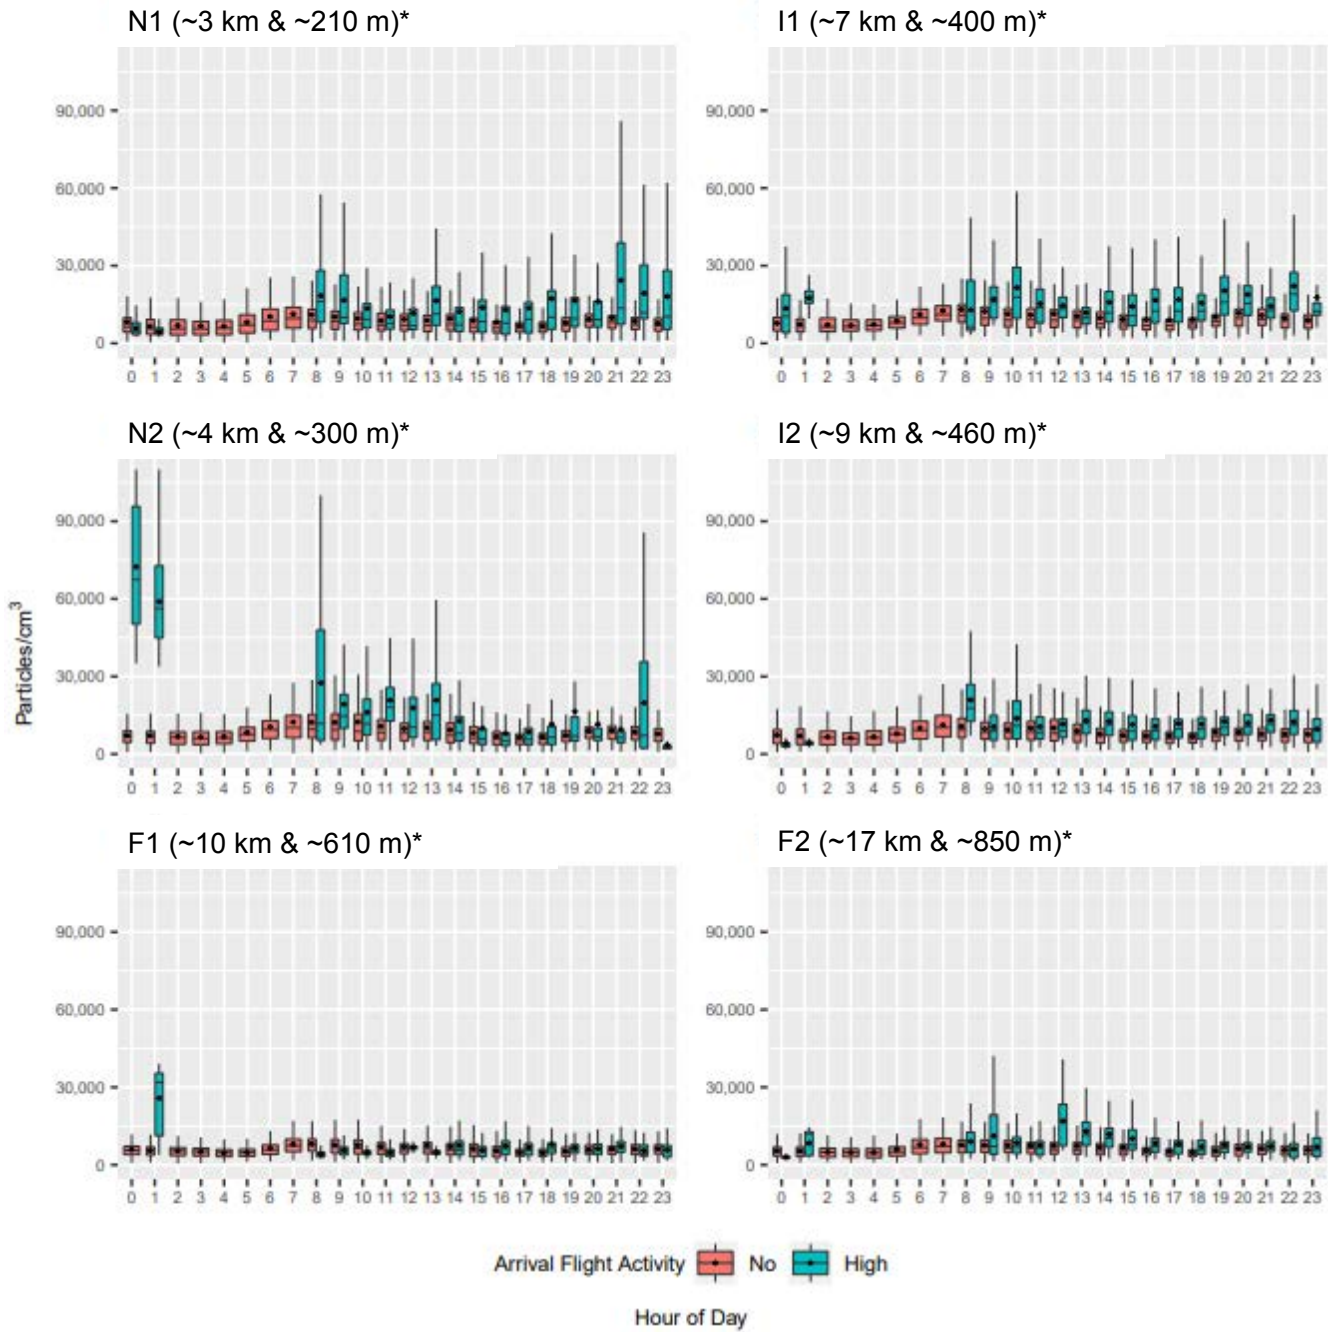 N1 (~3 km & ~210 m)*
90,000
60,000
30,000
0
0 1 2 3 4 5 6 7 8 9 10 11 12 13 14 15 16 17 18 19 20 21 22 23
I1 (~7 km & ~400 m)*
90,000
60,000
30,000
0
0 1 2 3 4 5 6 7 8 9 10 11 12 13 14 15 16 17 18 19 20 21 22 23
N2 (~4 km & ~300 m)*
90,000
60,000
30,000
0
0 1 2 3 4 5 6 7 8 9 10 11 12 13 14 15 16 17 18 19 20 21 22 23
I2 (~9 km & ~460 m)*
90,000
60,000
30,000
0
0 1 2 3 4 5 6 7 8 9 10 11 12 13 14 15 16 17 18 19 20 21 22 23
Particles/cm³
F1 (~10 km & ~610 m)*
90,000
60,000
30,000
0
0 1 2 3 4 5 6 7 8 9 10 11 12 13 14 15 16 17 18 19 20 21 22 23
F2 (~17 km & ~850 m)*
90,000
60,000
30,000
0
0 1 2 3 4 5 6 7 8 9 10 11 12 13 14 15 16 17 18 19 20 21 22 23
Arrival Flight Activity No High
Hour of Day